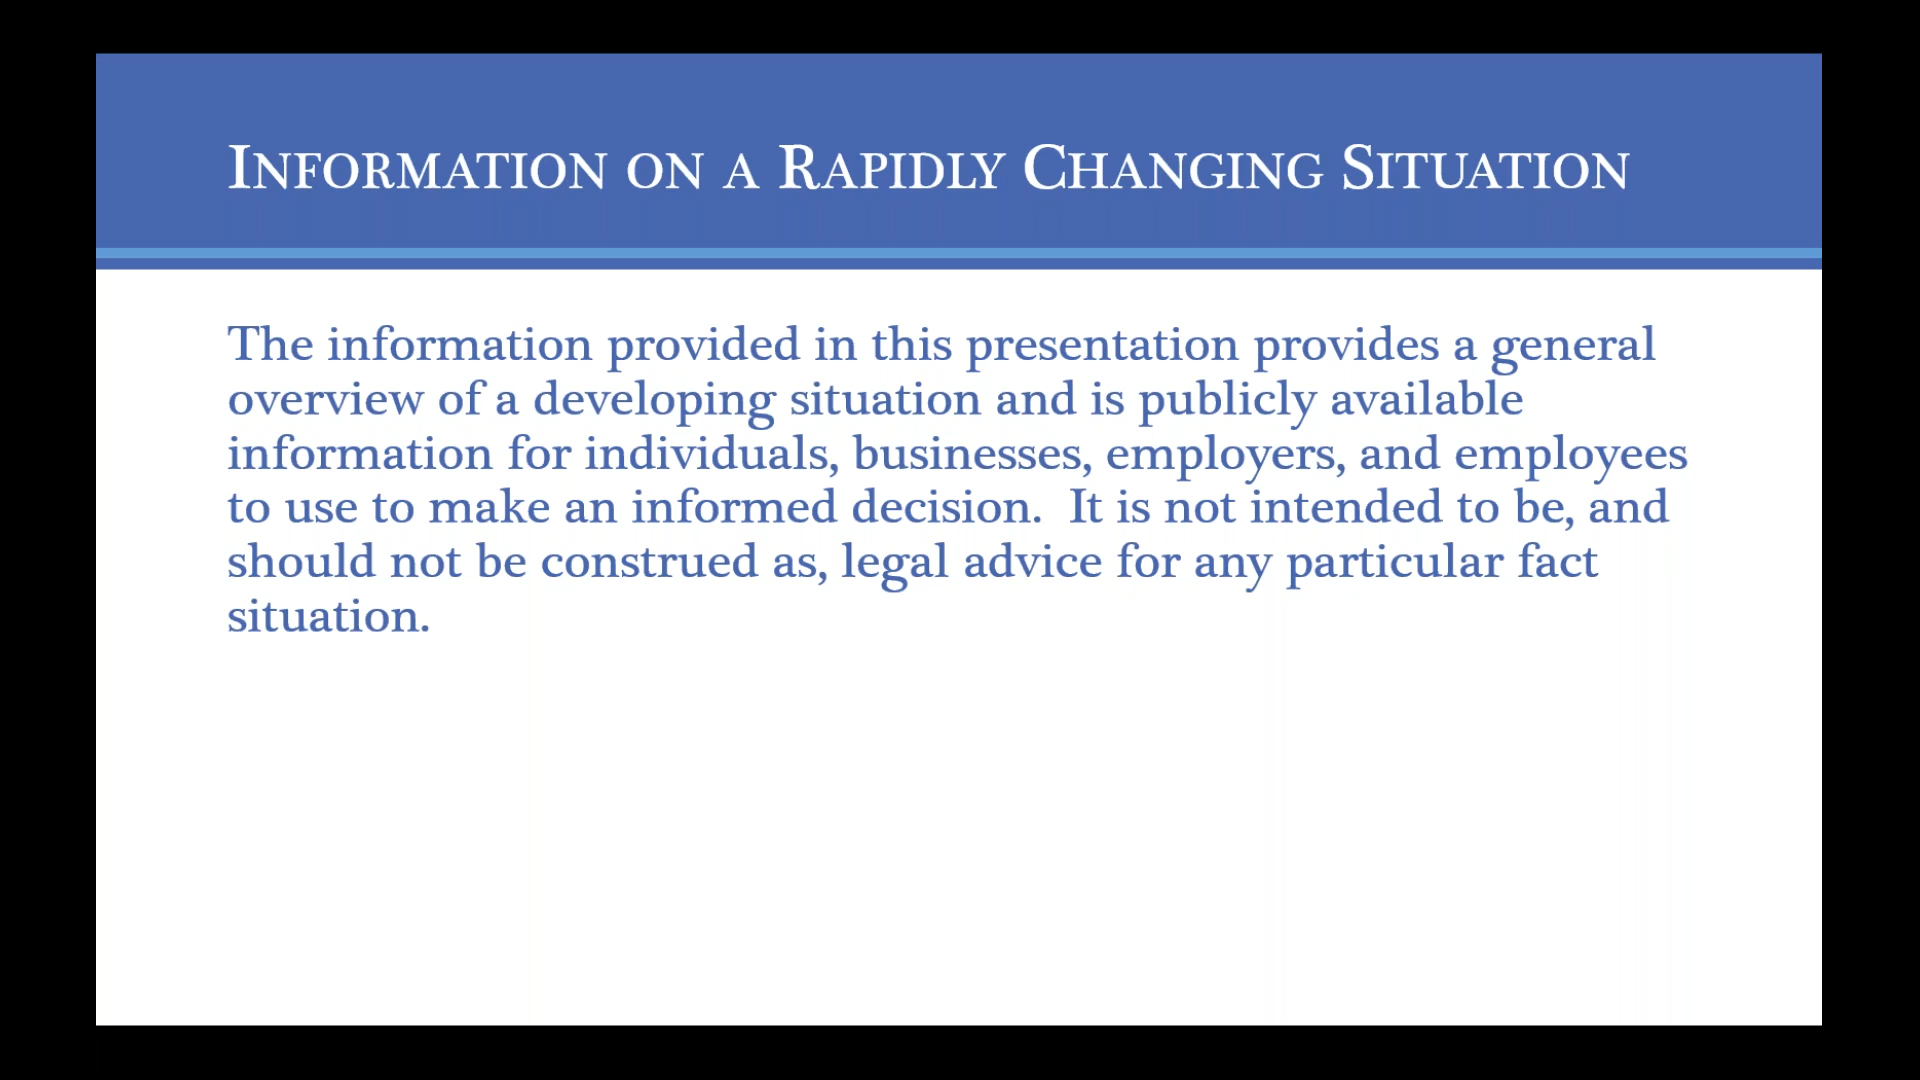 Information on a Rapidly Changing Situation
The information provided in this presentation provides a general
overview of a developing situation and is publicly available
information for individuals, businesses, employers, and employees
to use to make an informed decision.  It is not intended to be, and
should not be construed as, legal advice for any particular fact
situation.